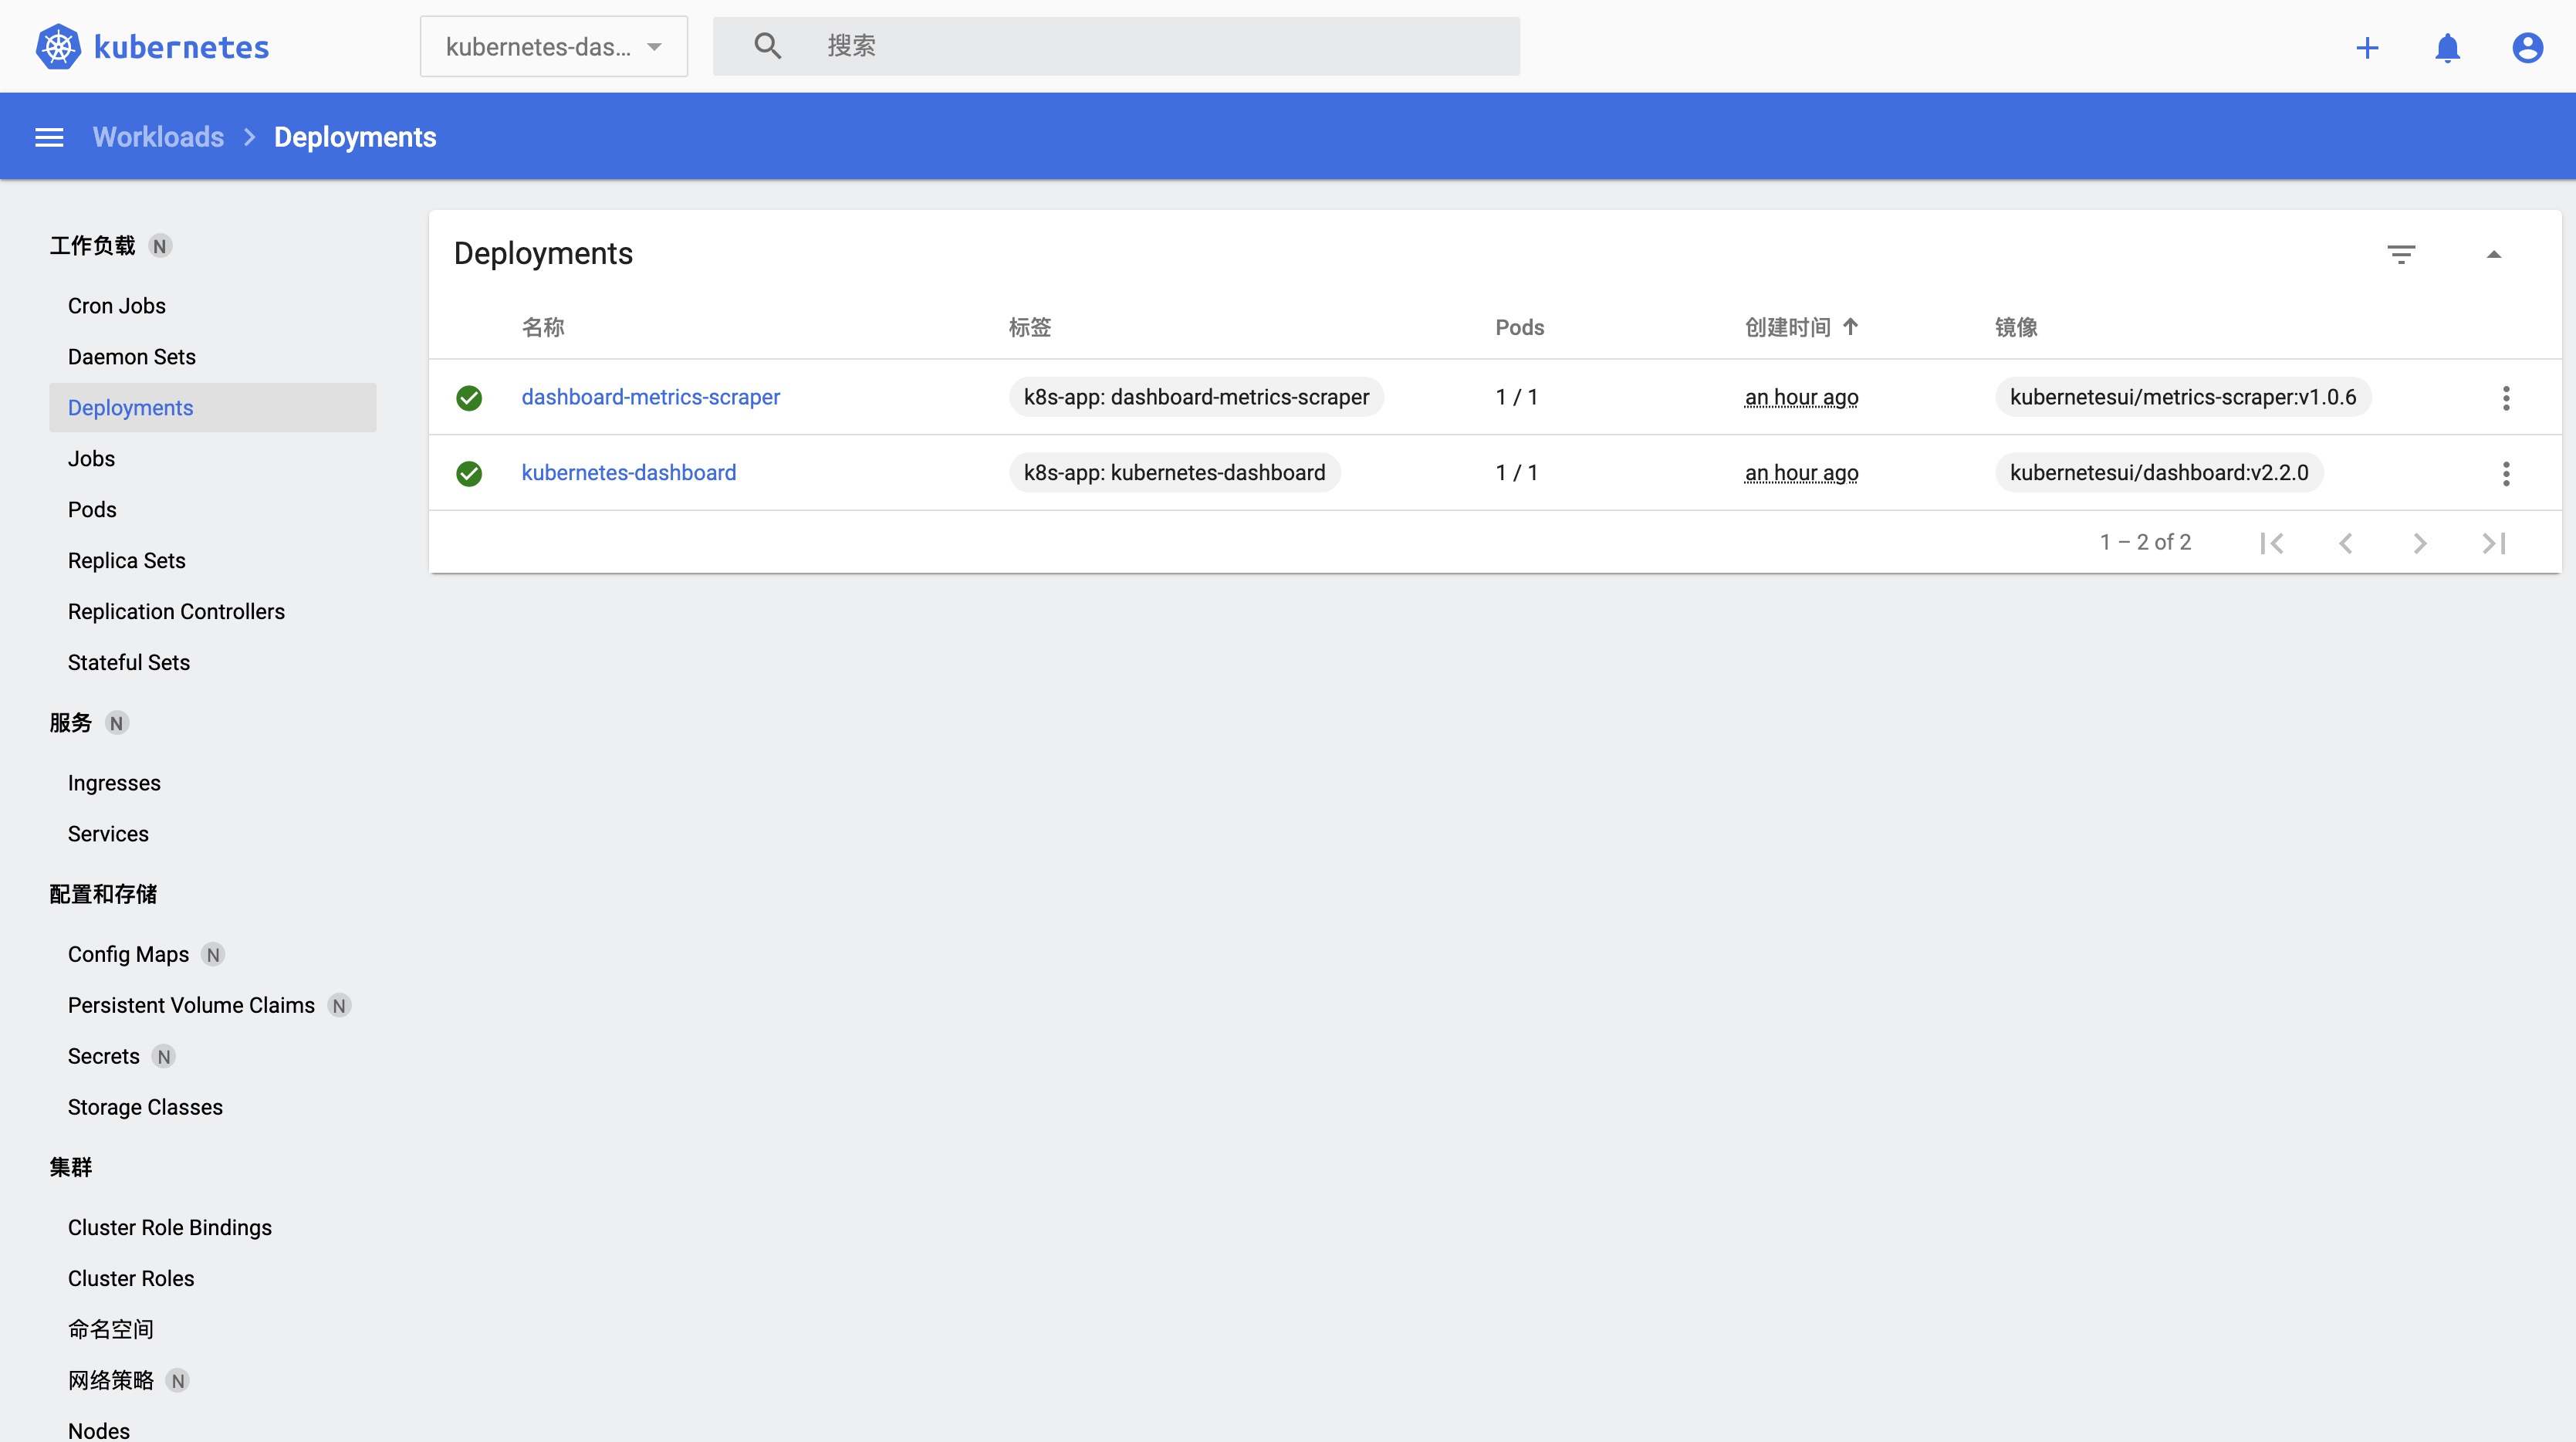 kubernetes
kubernetes-das...
搜索
Workloads
Deployments
工作负载 N
Cron Jobs
Daemon Sets
Deployments
Jobs
Pods
Replica Sets
Replication Controllers
Stateful Sets
服务 N
Ingresses
Services
配置和存储
Config Maps N
Persistent Volume Claims N
Secrets N
Storage Classes
集群
Cluster Role Bindings
Cluster Roles
命名空间
网络策略 N
Nodes
Deployments
名称 标签 Pods 创建时间 镜像
dashboard-metrics-scraper k8s-app: dashboard-metrics-scraper 1 / 1 an hour ago kubernetesui/metrics-scraper:v1.0.6
kubernetes-dashboard k8s-app: kubernetes-dashboard 1 / 1 an hour ago kubernetesui/dashboard:v2.2.0
1 – 2 of 2